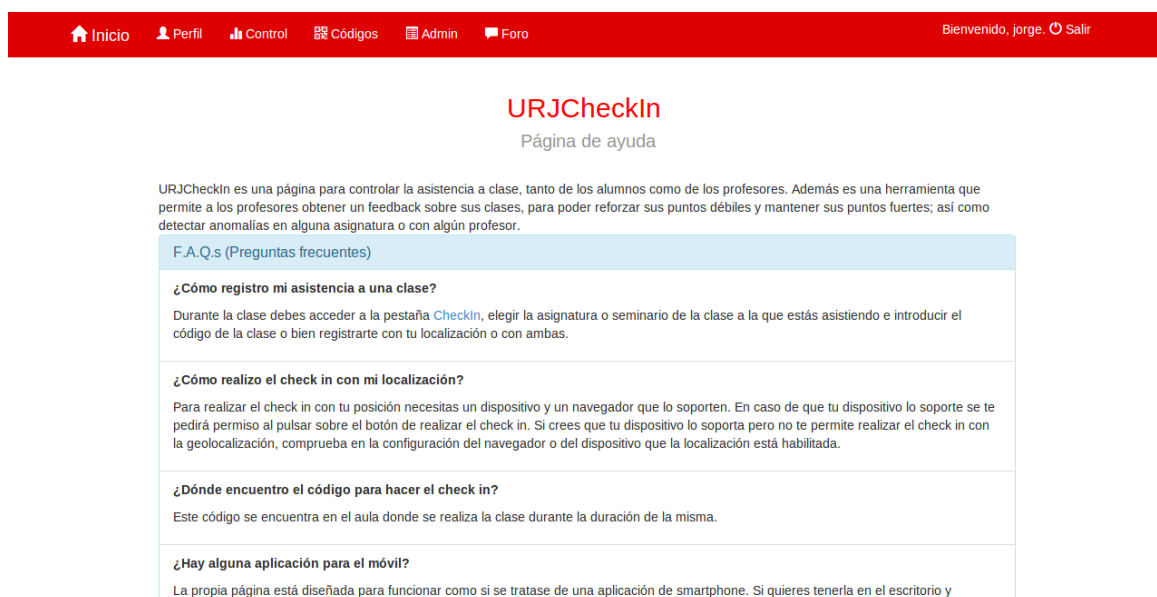 Inicio Perfil Control Códigos Admin Foro Bienvenido, jorge. Salir
URJCheckIn
Página de ayuda
URJCheckIn es una página para controlar la asistencia a clase, tanto de los alumnos como de los profesores. Además es una herramienta que
permite a los profesores obtener un feedback sobre sus clases, para poder reforzar sus puntos débiles y mantener sus puntos fuertes; así como
detectar anomalías en alguna asignatura o con algún profesor.
F.A.Q.s (Preguntas frecuentes)
¿Cómo registro mi asistencia a una clase?
Durante la clase debes acceder a la pestaña CheckIn, elegir la asignatura o seminario de la clase a la que estás asistiendo e introducir el
código de la clase o bien registrarte con tu localización o con ambas.
¿Cómo realizo el check in con mi localización?
Para realizar el check in con tu posición necesitas un dispositivo y un navegador que lo soporten. En caso de que tu dispositivo lo soporte se te
pedirá permiso al pulsar sobre el botón de realizar el check in. Si crees que tu dispositivo lo soporta pero no te permite realizar el check in con
la geolocalización, comprueba en la configuración del navegador o del dispositivo que la localización está habilitada.
¿Dónde encuentro el código para hacer el check in?
Este código se encuentra en el aula donde se realiza la clase durante la duración de la misma.
¿Hay alguna aplicación para el móvil?
La propia página está diseñada para funcionar como si se tratase de una aplicación de smartphone. Si quieres tenerla en el escritorio y